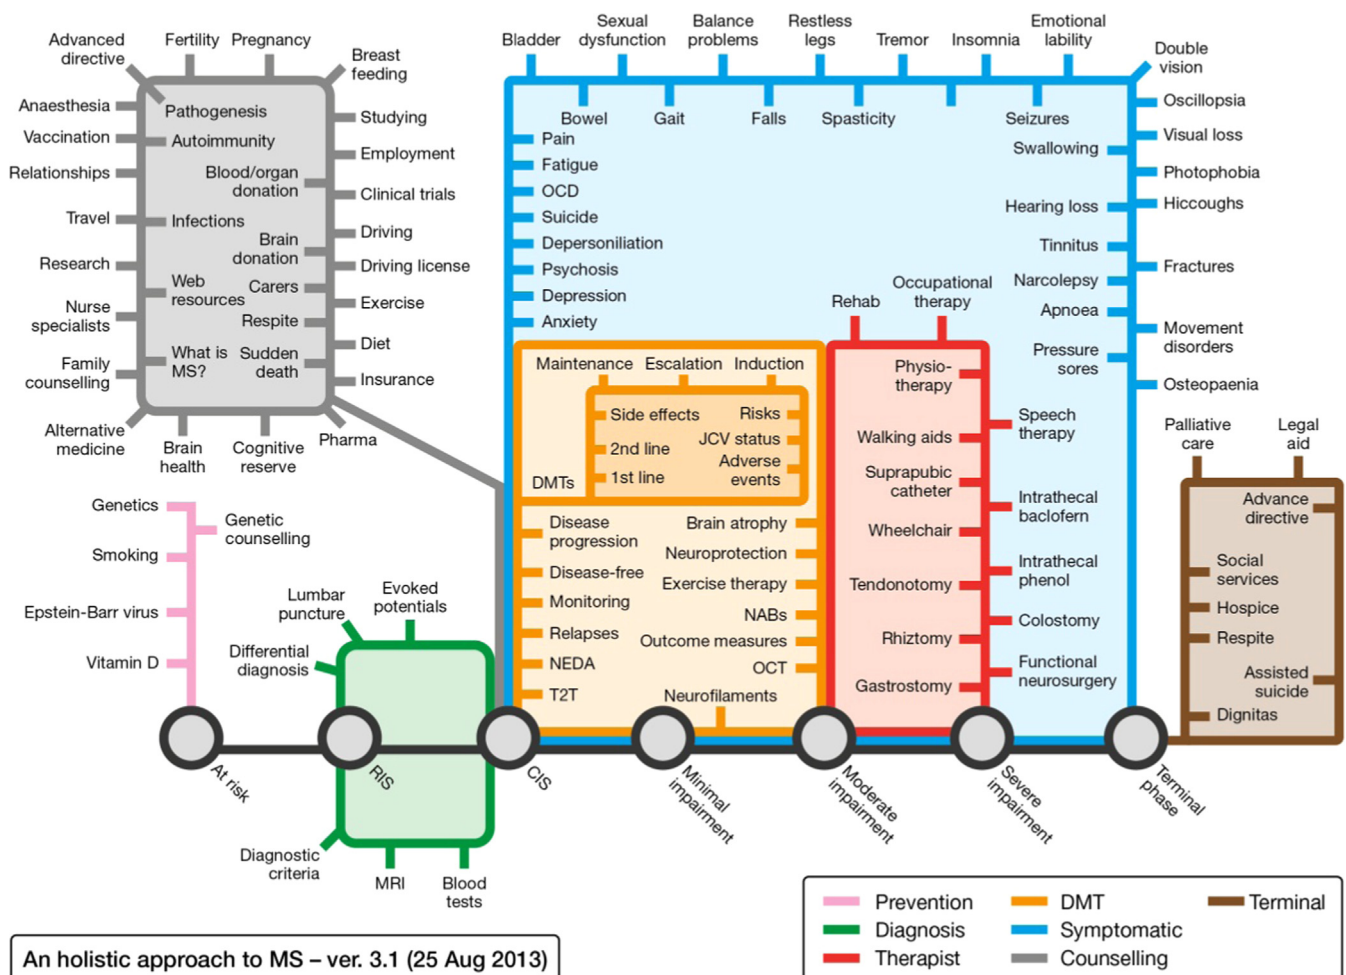 Advanced
directive
Fertility
Pregnancy
Breast
feeding
Anaesthesia
Vaccination
Relationships
Travel
Research
Nurse
specialists
Family
counselling
Alternative
medicine
Brain
health
Cognitive
reserve
Pharma
Pathogenesis
Autoimmunity
Blood/organ
donation
Infections
Brain
donation
Web
resources
Carers
Respite
What is
MS?
Sudden
death
Studying
Employment
Clinical trials
Driving
Driving license
Exercise
Diet
Insurance
Bladder
Sexual
dysfunction
Balance
problems
Restless
legs
Tremor
Insomnia
Emotional
lability
Double
vision
Bowel
Gait
Falls
Spasticity
Seizures
Pain
Fatigue
OCD
Suicide
Depersoniliation
Psychosis
Depression
Anxiety
Swallowing
Hearing loss
Tinnitus
Narcolepsy
Apnoea
Pressure
sores
Oscillopsia
Visual loss
Photophobia
Hiccoughs
Fractures
Movement
disorders
Osteopaenia
Maintenance
Escalation
Induction
Side effects
2nd line
1st line
Risks
JCV status
Adverse
events
DMTs
Disease
progression
Disease-free
Monitoring
Relapses
NEDA
T2T
Brain atrophy
Neuroprotection
Exercise therapy
NABs
Outcome measures
OCT
Neurofilaments
Rehab
Occupational
therapy
Physio-
therapy
Walking aids
Suprapubic
catheter
Wheelchair
Tendonotomy
Rhiztomy
Gastrostomy
Speech
therapy
Intrathecal
baclofern
Intrathecal
phenol
Colostomy
Functional
neurosurgery
Palliative
care
Legal
aid
Advance
directive
Social
services
Hospice
Respite
Assisted
suicide
Dignitas
Genetics
Genetic
counselling
Smoking
Epstein-Barr virus
Vitamin D
Lumbar
puncture
Evoked
potentials
Differential
diagnosis
Diagnostic
criteria
MRI
Blood
tests
At risk
RIS
CIS
Minimal
impairment
Moderate
impairment
Severe
impairment
Terminal
phase
Prevention
Diagnosis
Therapist
DMT
Symptomatic
Counselling
Terminal
An holistic approach to MS – ver. 3.1 (25 Aug 2013)